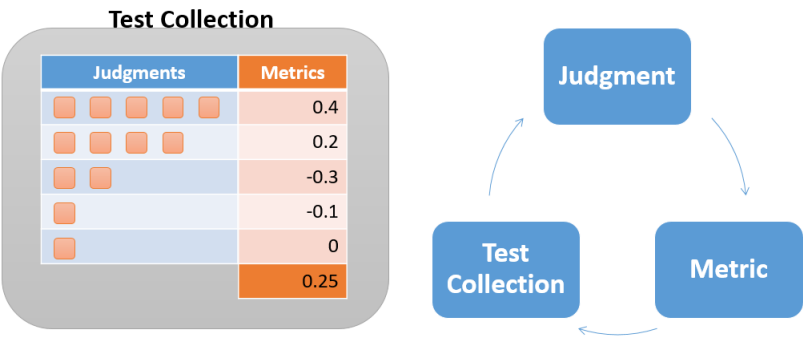 Test Collection
Judgments Metrics
0.4
0.2
-0.3
-0.1
0
0.25
Judgment
Test
Collection
Metric